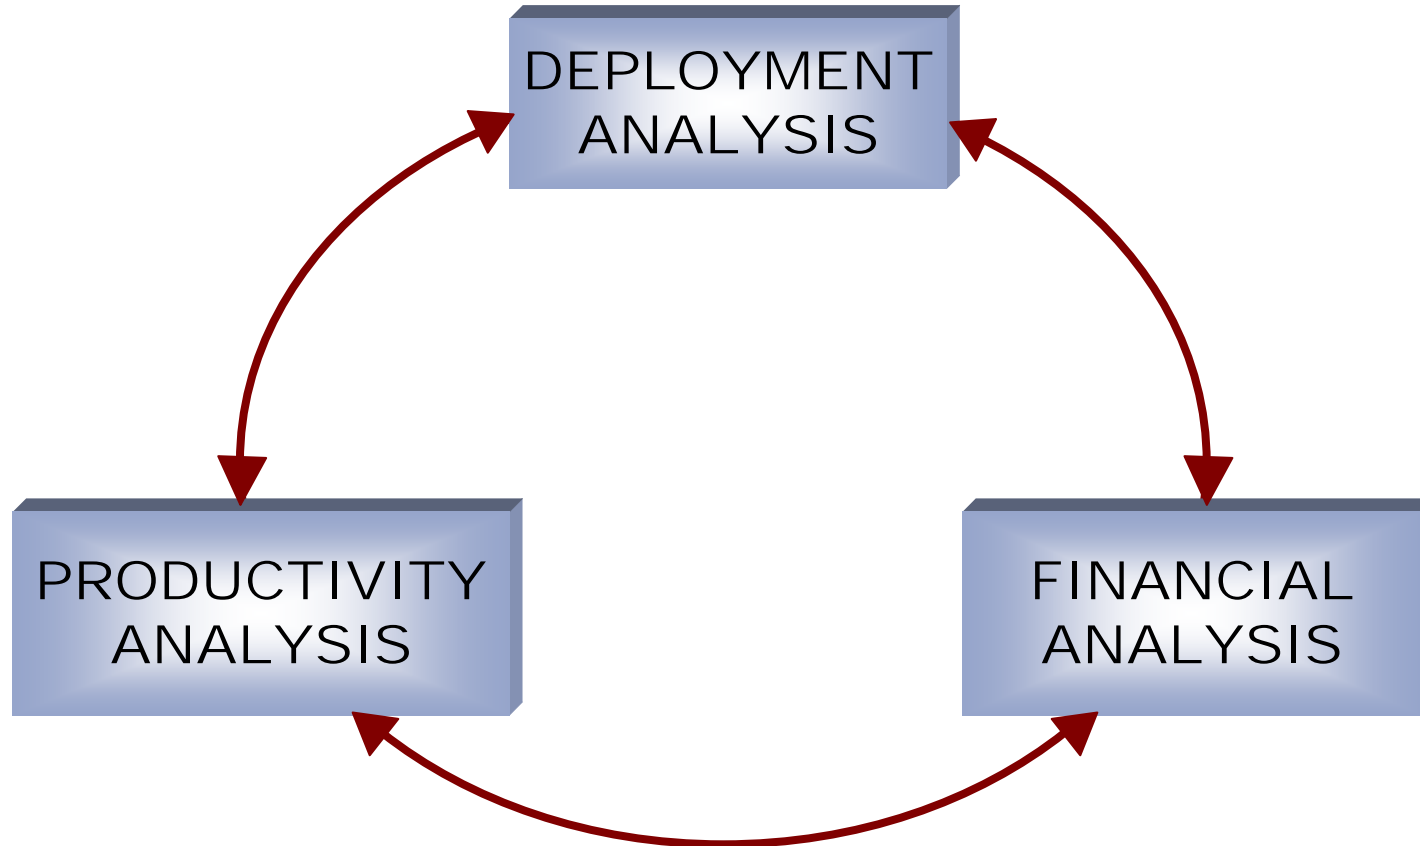 DEPLOYMENT
ANALYSIS
PRODUCTIVITY
ANALYSIS
FINANCIAL
ANALYSIS